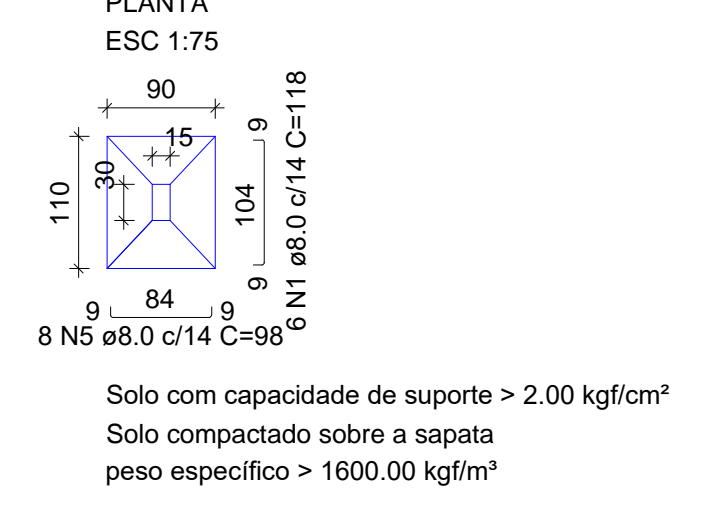 PLANTA
ESC 1:75
90
15
30
110
9
104
9
6 N1 ø8.0 c/14 C=118
9
84
9
8 N5 ø8.0 c/14 C=98
Solo com capacidade de suporte > 2.00 kgf/cm²
Solo compactado sobre a sapata
peso específico > 1600.00 kgf/m³